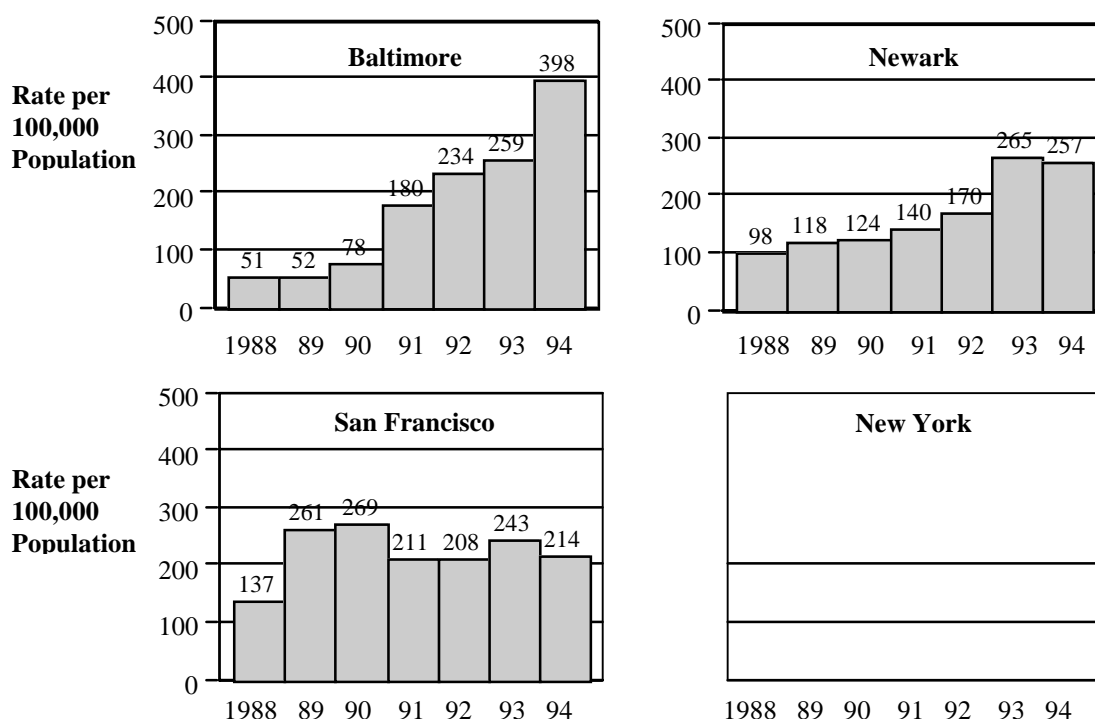 Baltimore
Rate per
100,000
Population
500
400
300
200
100
0
51 52 78 180 234 259 398
1988 89 90 91 92 93 94
Newark
500
400
300
200
100
0
98 118 124 140 170 265 257
1988 89 90 91 92 93 94
San Francisco
Rate per
100,000
Population
500
400
300
200
100
0
137 261 269 211 208 243 214
1988 89 90 91 92 93 94
New York
1988 89 90 91 92 93 94